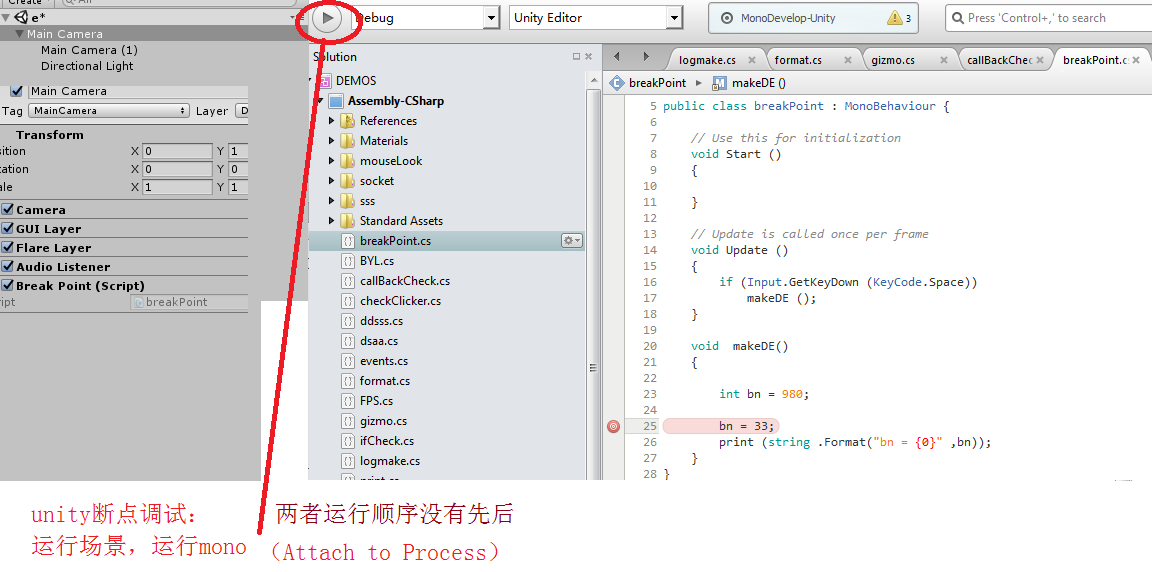 Create
All
e*
Main Camera
Main Camera (1)
Directional Light
Main Camera
Tag MainCamera Layer D
Transform
sition X 0 Y 1
tation X 0 Y 0
ale X 1 Y 1
Camera
GUI Layer
Flare Layer
Audio Listener
Break Point (Script)
ript breakPoint
Debug
Unity Editor
MonoDevelop-Unity 3
Press 'Control+,' to search
Solution
DEMOS
Assembly-CSharp
References
Materials
mouseLook
socket
sss
Standard Assets
breakPoint.cs
BYL.cs
callBackCheck.cs
checkClicker.cs
ddsss.cs
dsaa.cs
events.cs
format.cs
FPS.cs
gizmo.cs
ifCheck.cs
logmake.cs
print.cs
logmake.cs format.cs gizmo.cs callBackChec breakPoint.c
breakPoint M makeDE ()
5 public class breakPoint : MonoBehaviour {
6
7 // Use this for initialization
8 void Start ()
9 {
10
11 }
12
13 // Update is called once per frame
14 void Update ()
15 {
16 if (Input.GetKeyDown (KeyCode.Space))
17 makeDE ();
18 }
19
20 void makeDE()
21 {
22
23 int bn = 980;
24
25 bn = 33;
26 print (string .Format("bn = {0}" ,bn));
27 }
28 }
unity断点调试： 两者运行顺序没有先后
运行场景，运行mono （Attach to Process）